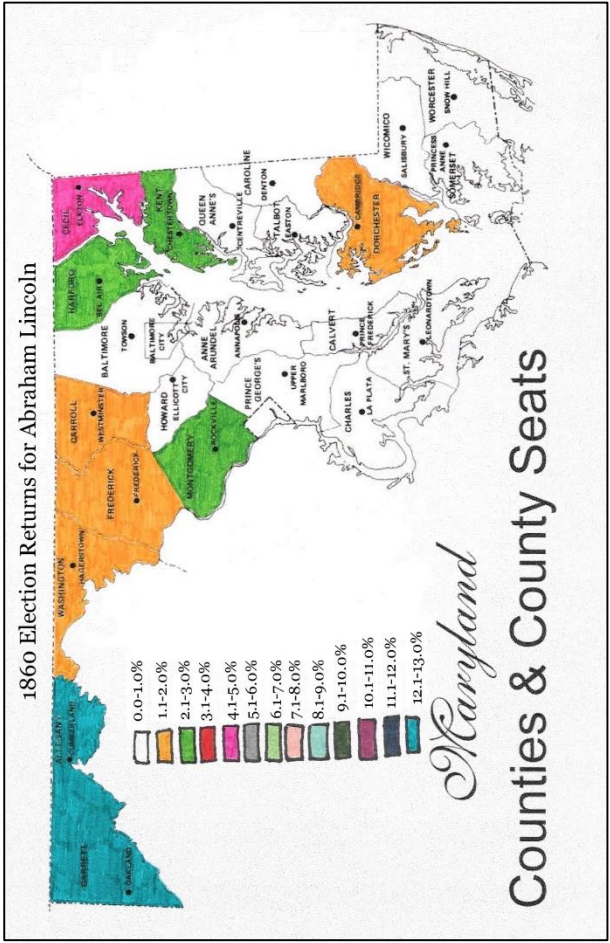 1860 Election Returns for Abraham Lincoln
GARRETT
OAKLAND
ALLEGANY
CUMBERLAND
WASHINGTON
HAGERSTOWN
FREDERICK
FREDERICK
CARROLL
WESTMINSTER
MONTGOMERY
ROCKVILLE
HOWARD
ELLICOTT
CITY
BALTIMORE
TOWSON
BALTIMORE
CITY
HARFORD
BEL AIR
CECIL
ELKTON
KENT
CHESTERTOWN
QUEEN
ANNE'S
CENTREVILLE
CAROLINE
DENTON
TALBOT
EASTON
ANNE
ARUNDEL
ANNAPOLIS
PRINCE
GEORGE'S
UPPER
MARLBORO
CALVERT
PRINCE
FREDERICK
CHARLES
LA PLATA
ST. MARY'S
LEONARDTOWN
DORCHESTER
CAMBRIDGE
WICOMICO
SALISBURY
WORCESTER
SNOW HILL
PRINCESS
ANNE
SOMERSET
0.0-1.0%
1.1-2.0%
2.1-3.0%
3.1-4.0%
4.1-5.0%
5.1-6.0%
6.1-7.0%
7.1-8.0%
8.1-9.0%
9.1-10.0%
10.1-11.0%
11.1-12.0%
12.1-13.0%
Maryland
Counties & County Seats